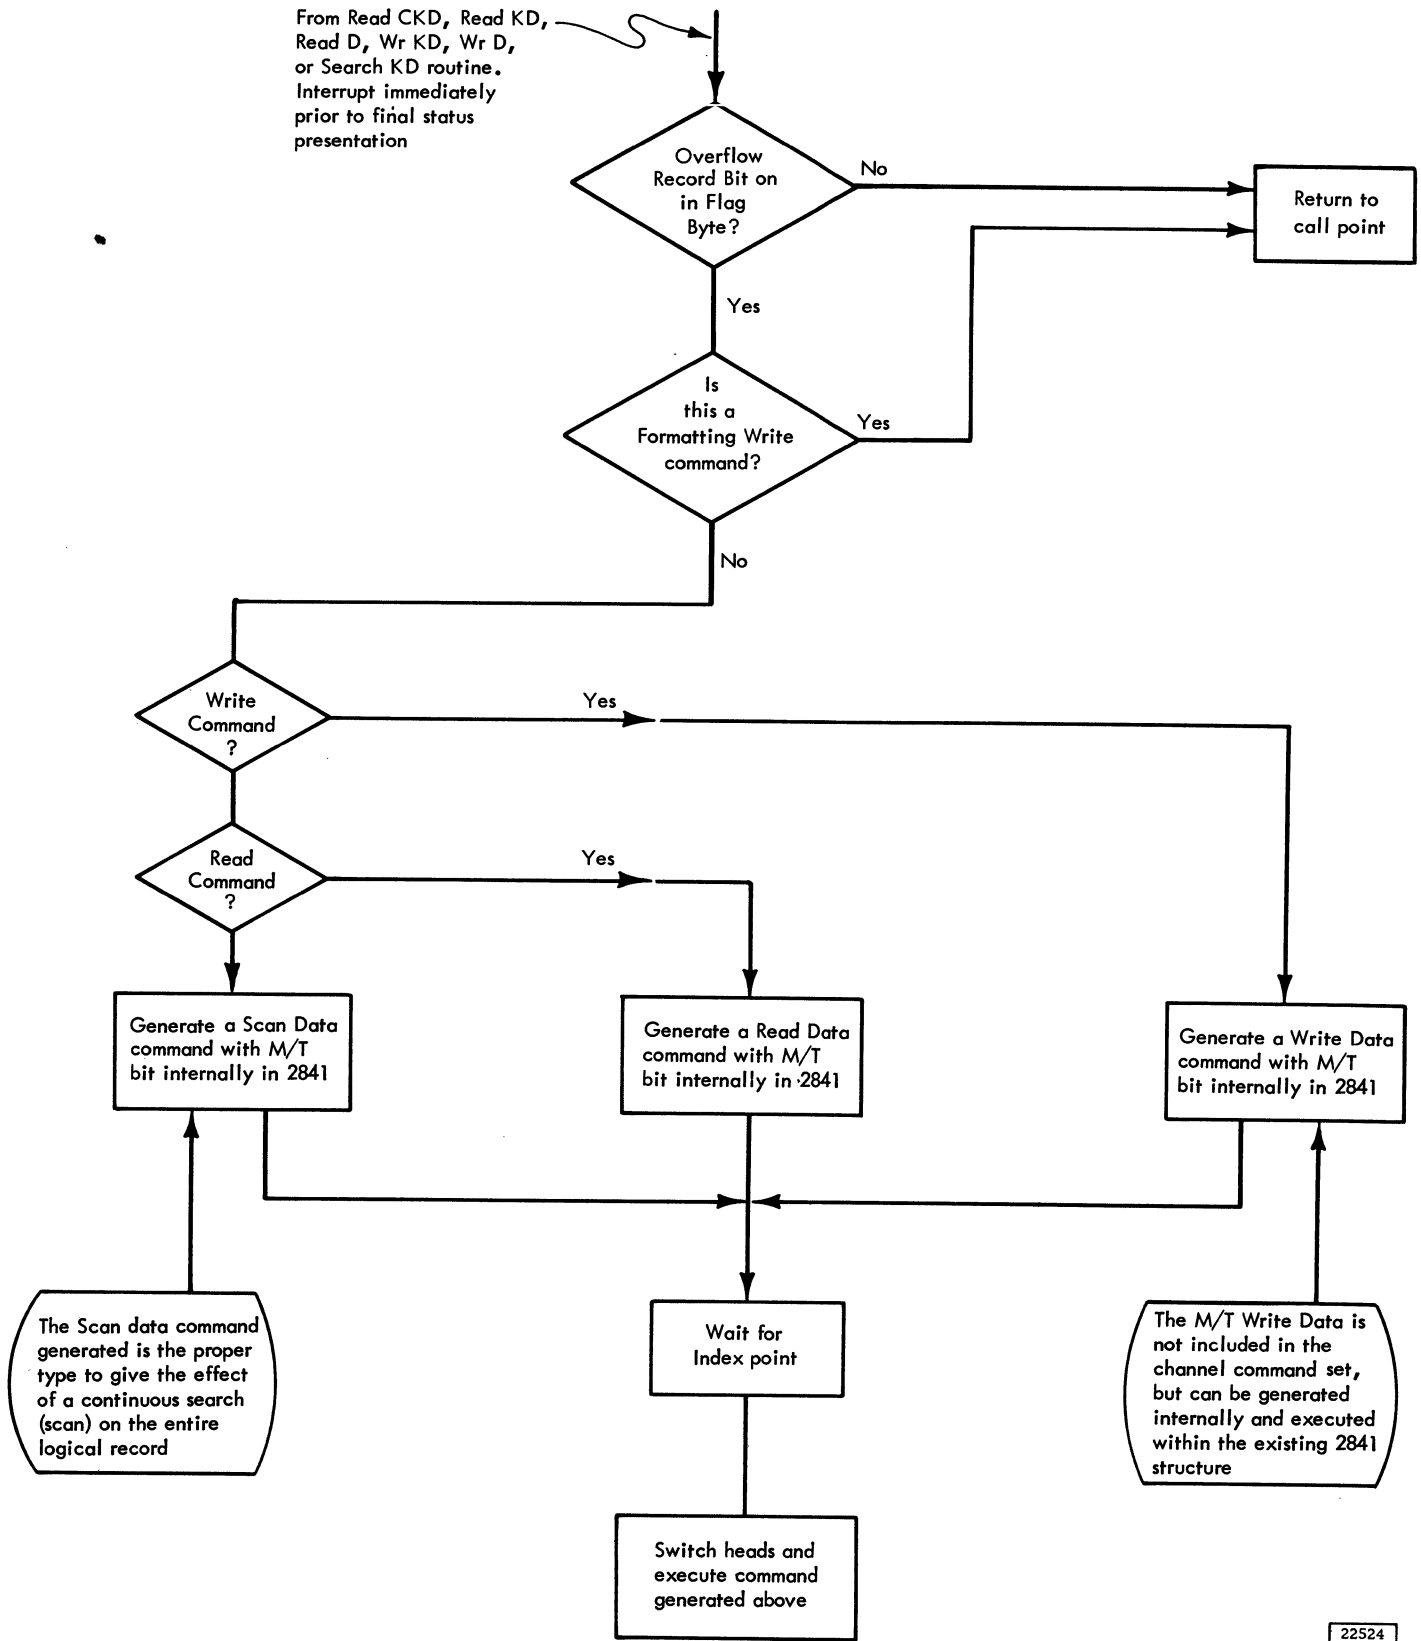 From Read CKD, Read KD,
Read D, Wr KD, Wr D,
or Search KD routine.
Interrupt immediately
prior to final status
presentation
Overflow
Record Bit on
in Flag
Byte?
No
Return to
call point
Yes
Is
this a
Formatting Write
command?
Yes
No
Write
Command
?
Yes
Read
Command
?
Yes
Generate a Scan Data
command with M/T
bit internally in 2841
Generate a Read Data
command with M/T
bit internally in 2841
Generate a Write Data
command with M/T
bit internally in 2841
The Scan data command
generated is the proper
type to give the effect
of a continuous search
(scan) on the entire
logical record
Wait for
Index point
The M/T Write Data is
not included in the
channel command set,
but can be generated
internally and executed
within the existing 2841
structure
Switch heads and
execute command
generated above
22524